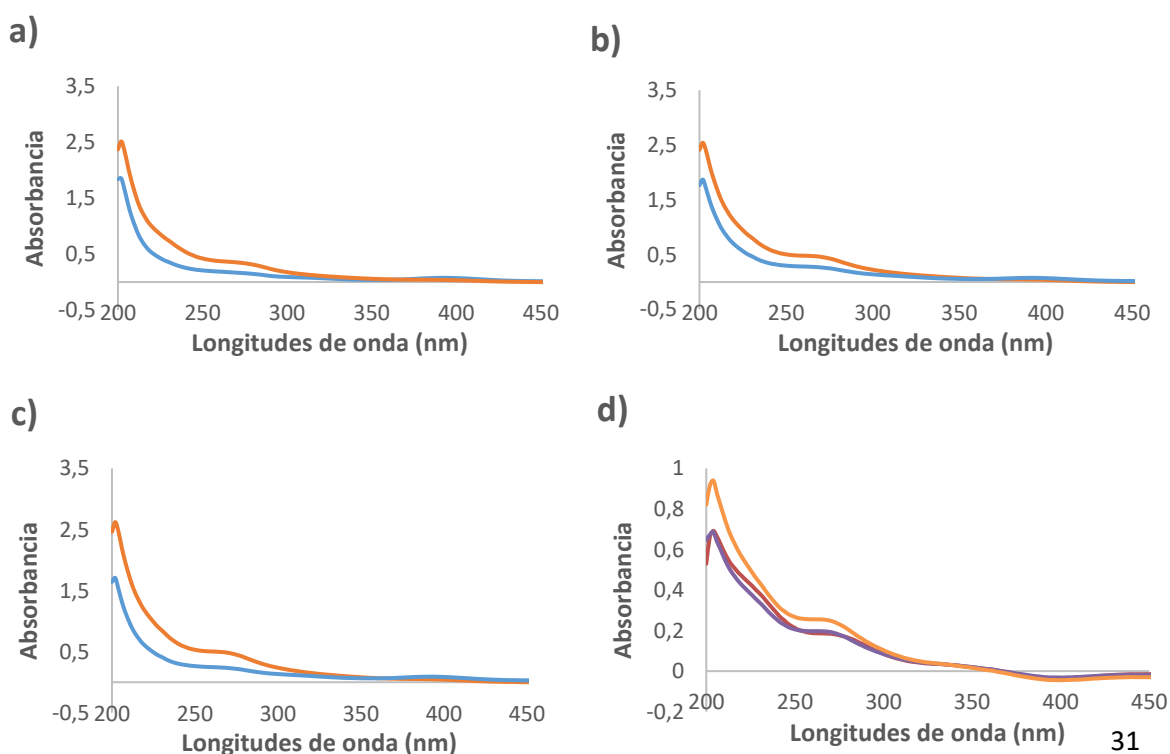 a)
3,5
2,5
1,5
0,5
-0,5
Absorbancia
200 250 300 350 400 450
Longitudes de onda (nm)
b)
3,5
2,5
1,5
0,5
-0,5
Absorbancia
200 250 300 350 400 450
Longitudes de onda (nm)
c)
3,5
2,5
1,5
0,5
-0,5
Absorbancia
200 250 300 350 400 450
Longitudes de onda (nm)
d)
1
0,8
0,6
0,4
0,2
0
-0,2
Absorbancia
200 250 300 350 400 450
Longitudes de onda (nm)
31